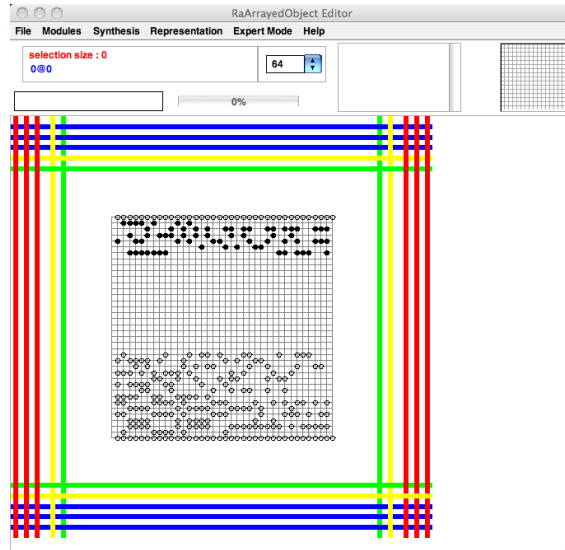 RaArrayedObject Editor
File Modules Synthesis Representation Expert Mode Help
selection size : 0
0@0
64
0%